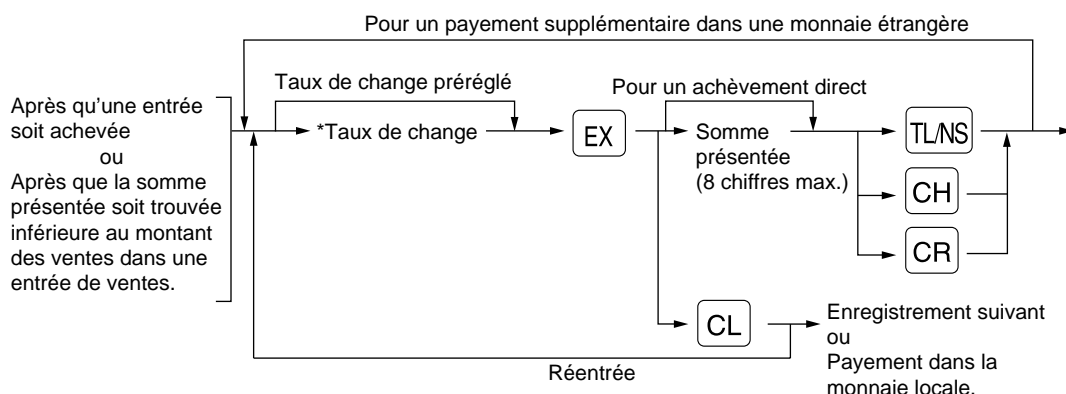 Pour un payement supplémentaire dans une monnaie étrangère
Taux de change préréglé
Pour un achèvement direct
Après qu'une entrée
soit achevée
ou
Après que la somme
présentée soit trouvée
inférieure au montant
des ventes dans une
entrée de ventes.
*Taux de change
EX
Somme
présentée
(8 chiffres max.)
TL/NS
CH
CR
CL
Enregistrement suivant
ou
Payement dans la
monnaie locale.
Réentrée